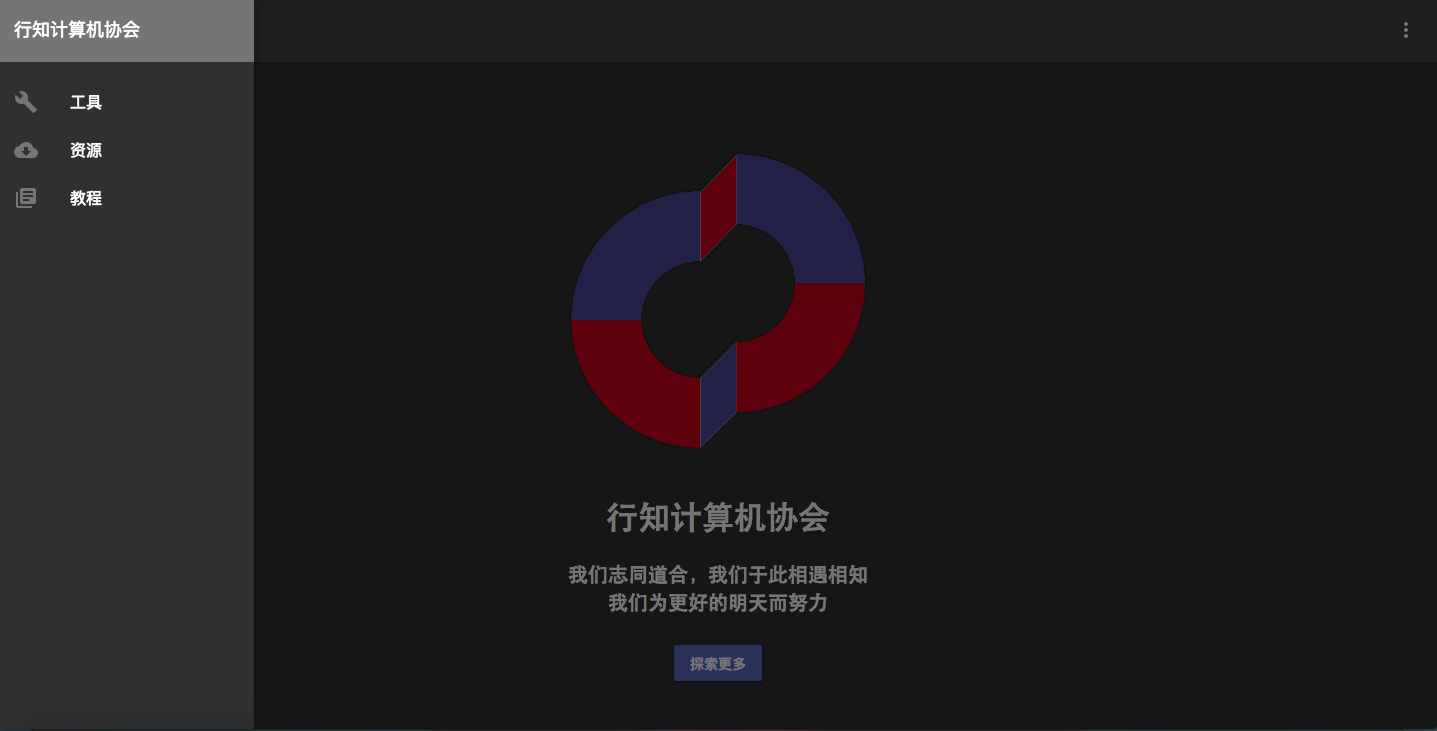 行知计算机协会
工具
资源
教程
行知计算机协会
我们志同道合，我们于此相遇相知
我们为更好的明天而努力
探索更多